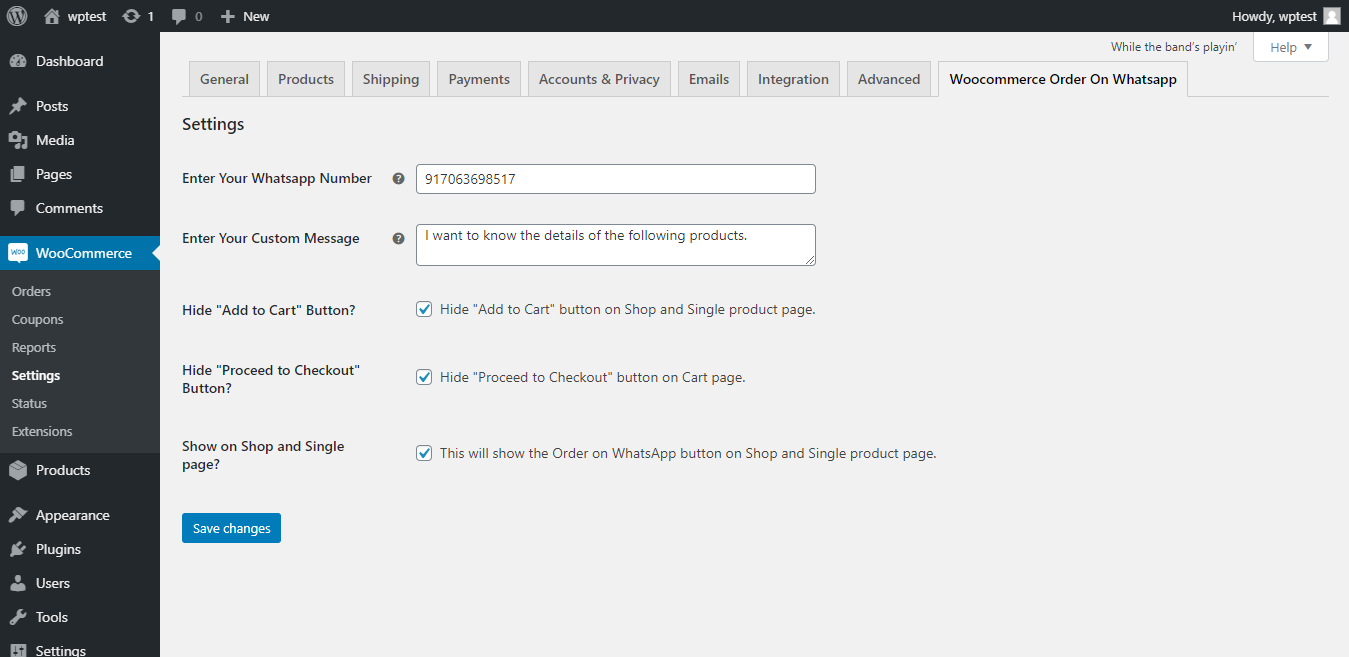 wptest 1 0 New Howdy, wptest
While the band's playin' Help
Dashboard
Posts
Media
Pages
Comments
WOO WooCommerce
Orders
Coupons
Reports
Settings
Status
Extensions
Products
Appearance
Plugins
Users
Tools
Settings
General Products Shipping Payments Accounts & Privacy Emails Integration Advanced Woocommerce Order On Whatsapp
Settings
Enter Your Whatsapp Number ? 917063698517
Enter Your Custom Message ? I want to know the details of the following products.
Hide "Add to Cart" Button? Hide "Add to Cart" button on Shop and Single product page.
Hide "Proceed to Checkout"
Button?
Hide "Proceed to Checkout" button on Cart page.
Show on Shop and Single
page?
This will show the Order on WhatsApp button on Shop and Single product page.
Save changes